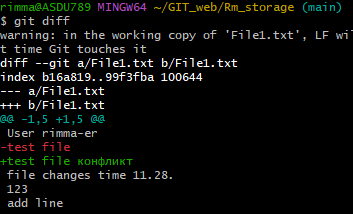 rimma@ASDU789 MINGW64 ~/GIT_web/Rm_storage (main)
$ git diff
warning: in the working copy of 'File1.txt', LF wil
t time Git touches it
diff --git a/File1.txt b/File1.txt
index b16a819..99f3fba 100644
--- a/File1.txt
+++ b/File1.txt
@@ -1,5 +1,5 @@
 User rimma-er
-test file
+test file конфликт
 file changes time 11.28.
 123
 add line